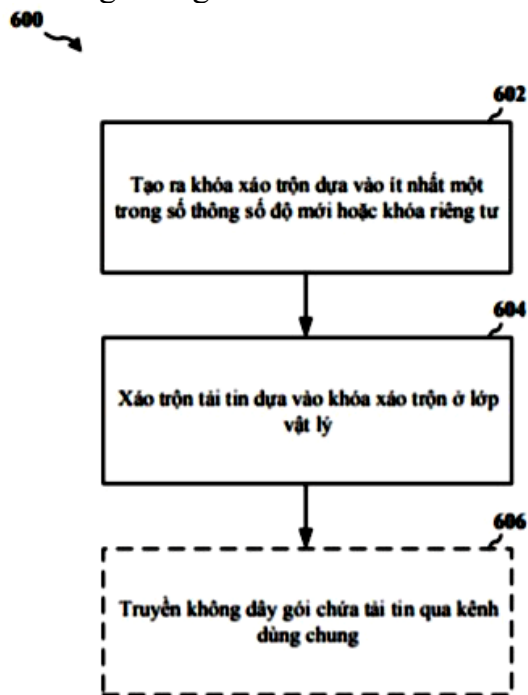 600
602
Tạo ra khóa xáo trộn dựa vào ít nhất một
trong số thông số độ mới hoặc khóa riêng tư
604
Xáo trộn tải tin dựa vào khóa xáo trộn ở lớp
vật lý
606
Truyền không dây gói chứa tải tin qua kênh
dùng chung